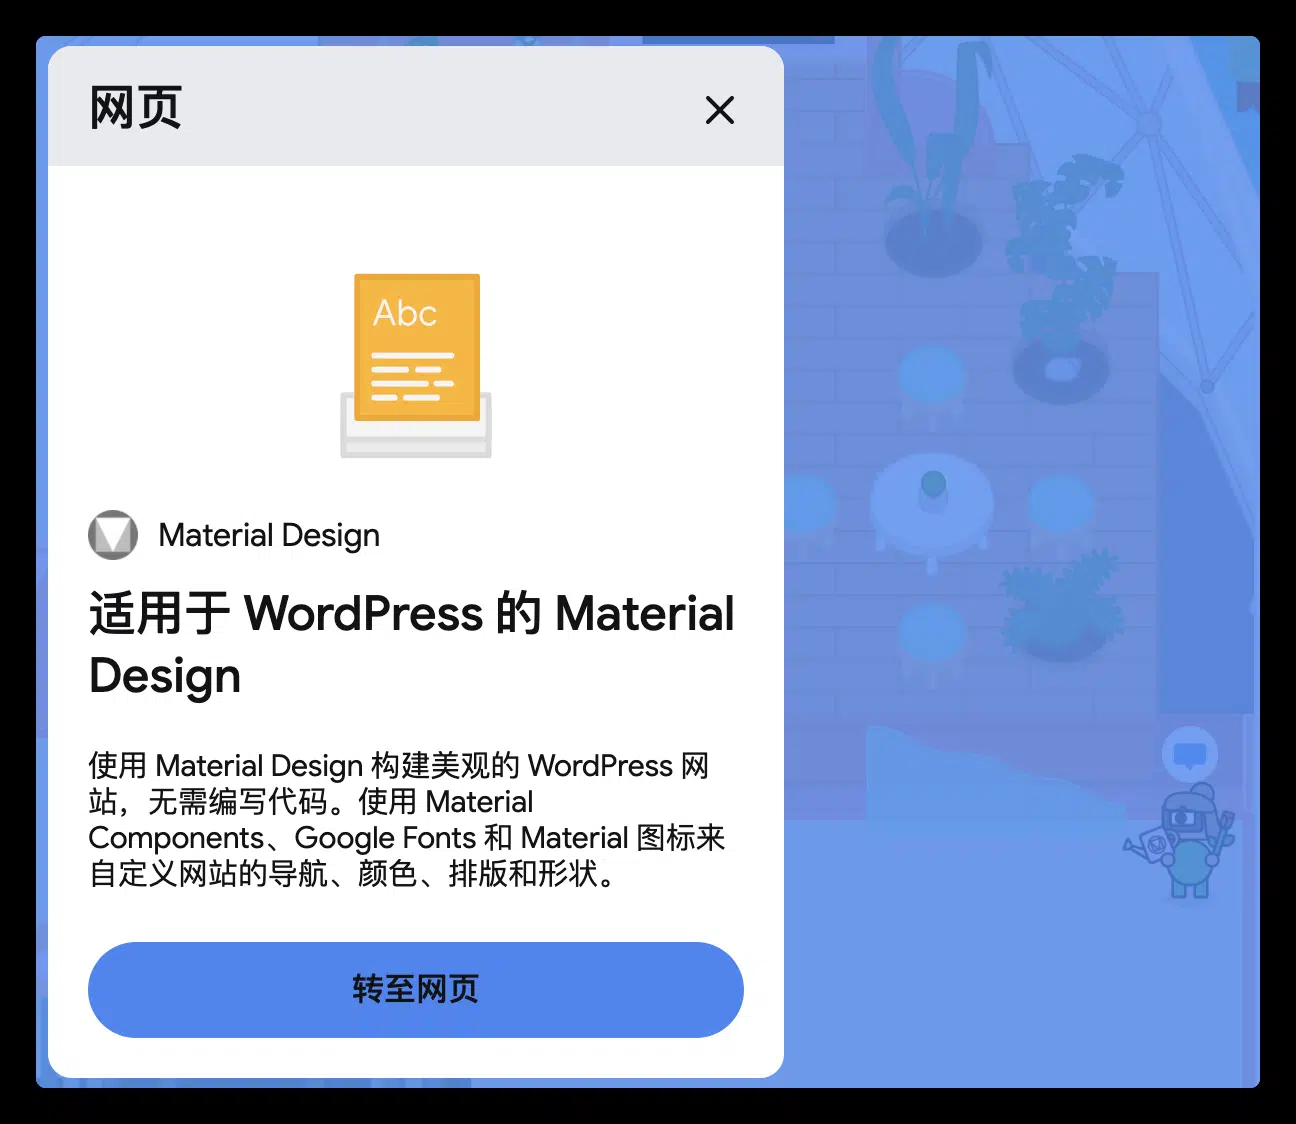 网页
Abc
Material Design
适用于 WordPress 的 Material
Design
使用 Material Design 构建美观的 WordPress 网
站，无需编写代码。使用 Material
Components、Google Fonts 和 Material 图标来
自定义网站的导航、颜色、排版和形状。
转至网页